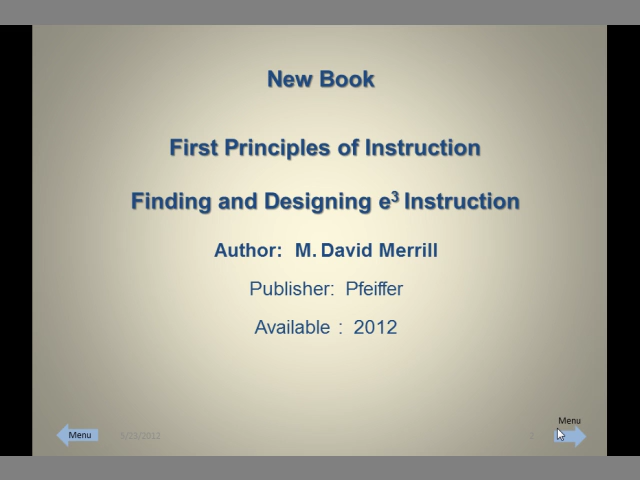 New Book
First Principles of Instruction
Finding and Designing e³ Instruction
Author: M. David Merrill
Publisher: Pfeiffer
Available : 2012
Menu
Menu
5/23/2012